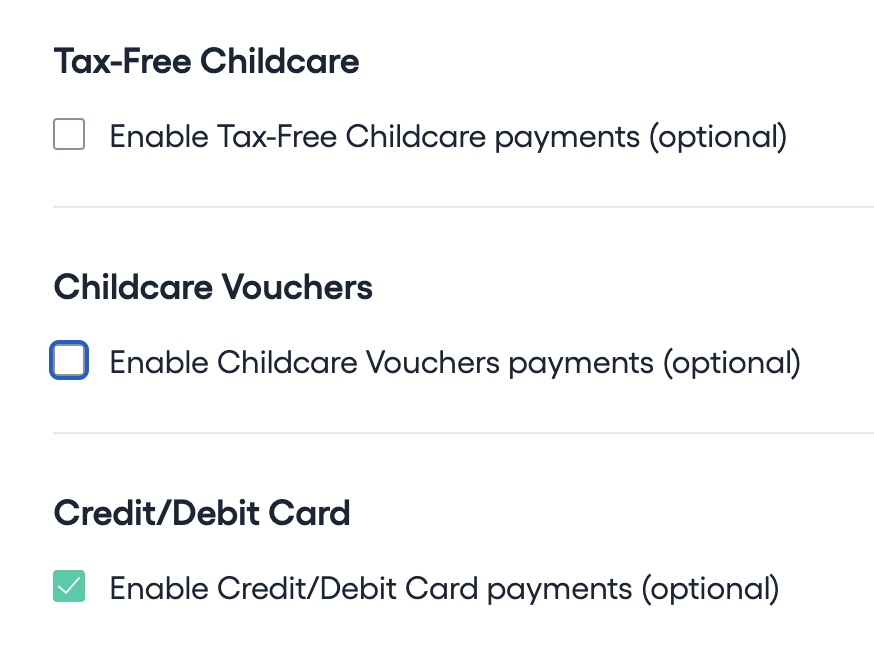 Tax-Free Childcare
Enable Tax-Free Childcare payments (optional)
Childcare Vouchers
Enable Childcare Vouchers payments (optional)
Credit/Debit Card
Enable Credit/Debit Card payments (optional)